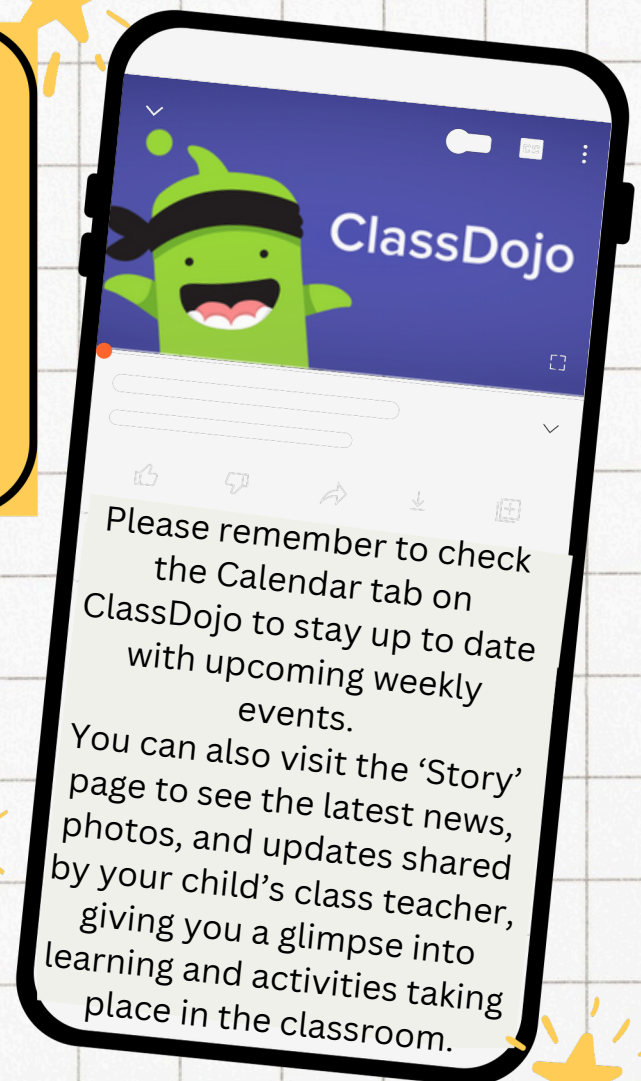 ClassDojo
Please remember to check
the Calendar tab on
ClassDojo to stay up to date
with upcoming weekly
events.
You can also visit the ‘Story’
page to see the latest news,
photos, and updates shared
by your child’s class teacher,
giving you a glimpse into
learning and activities taking
place in the classroom.